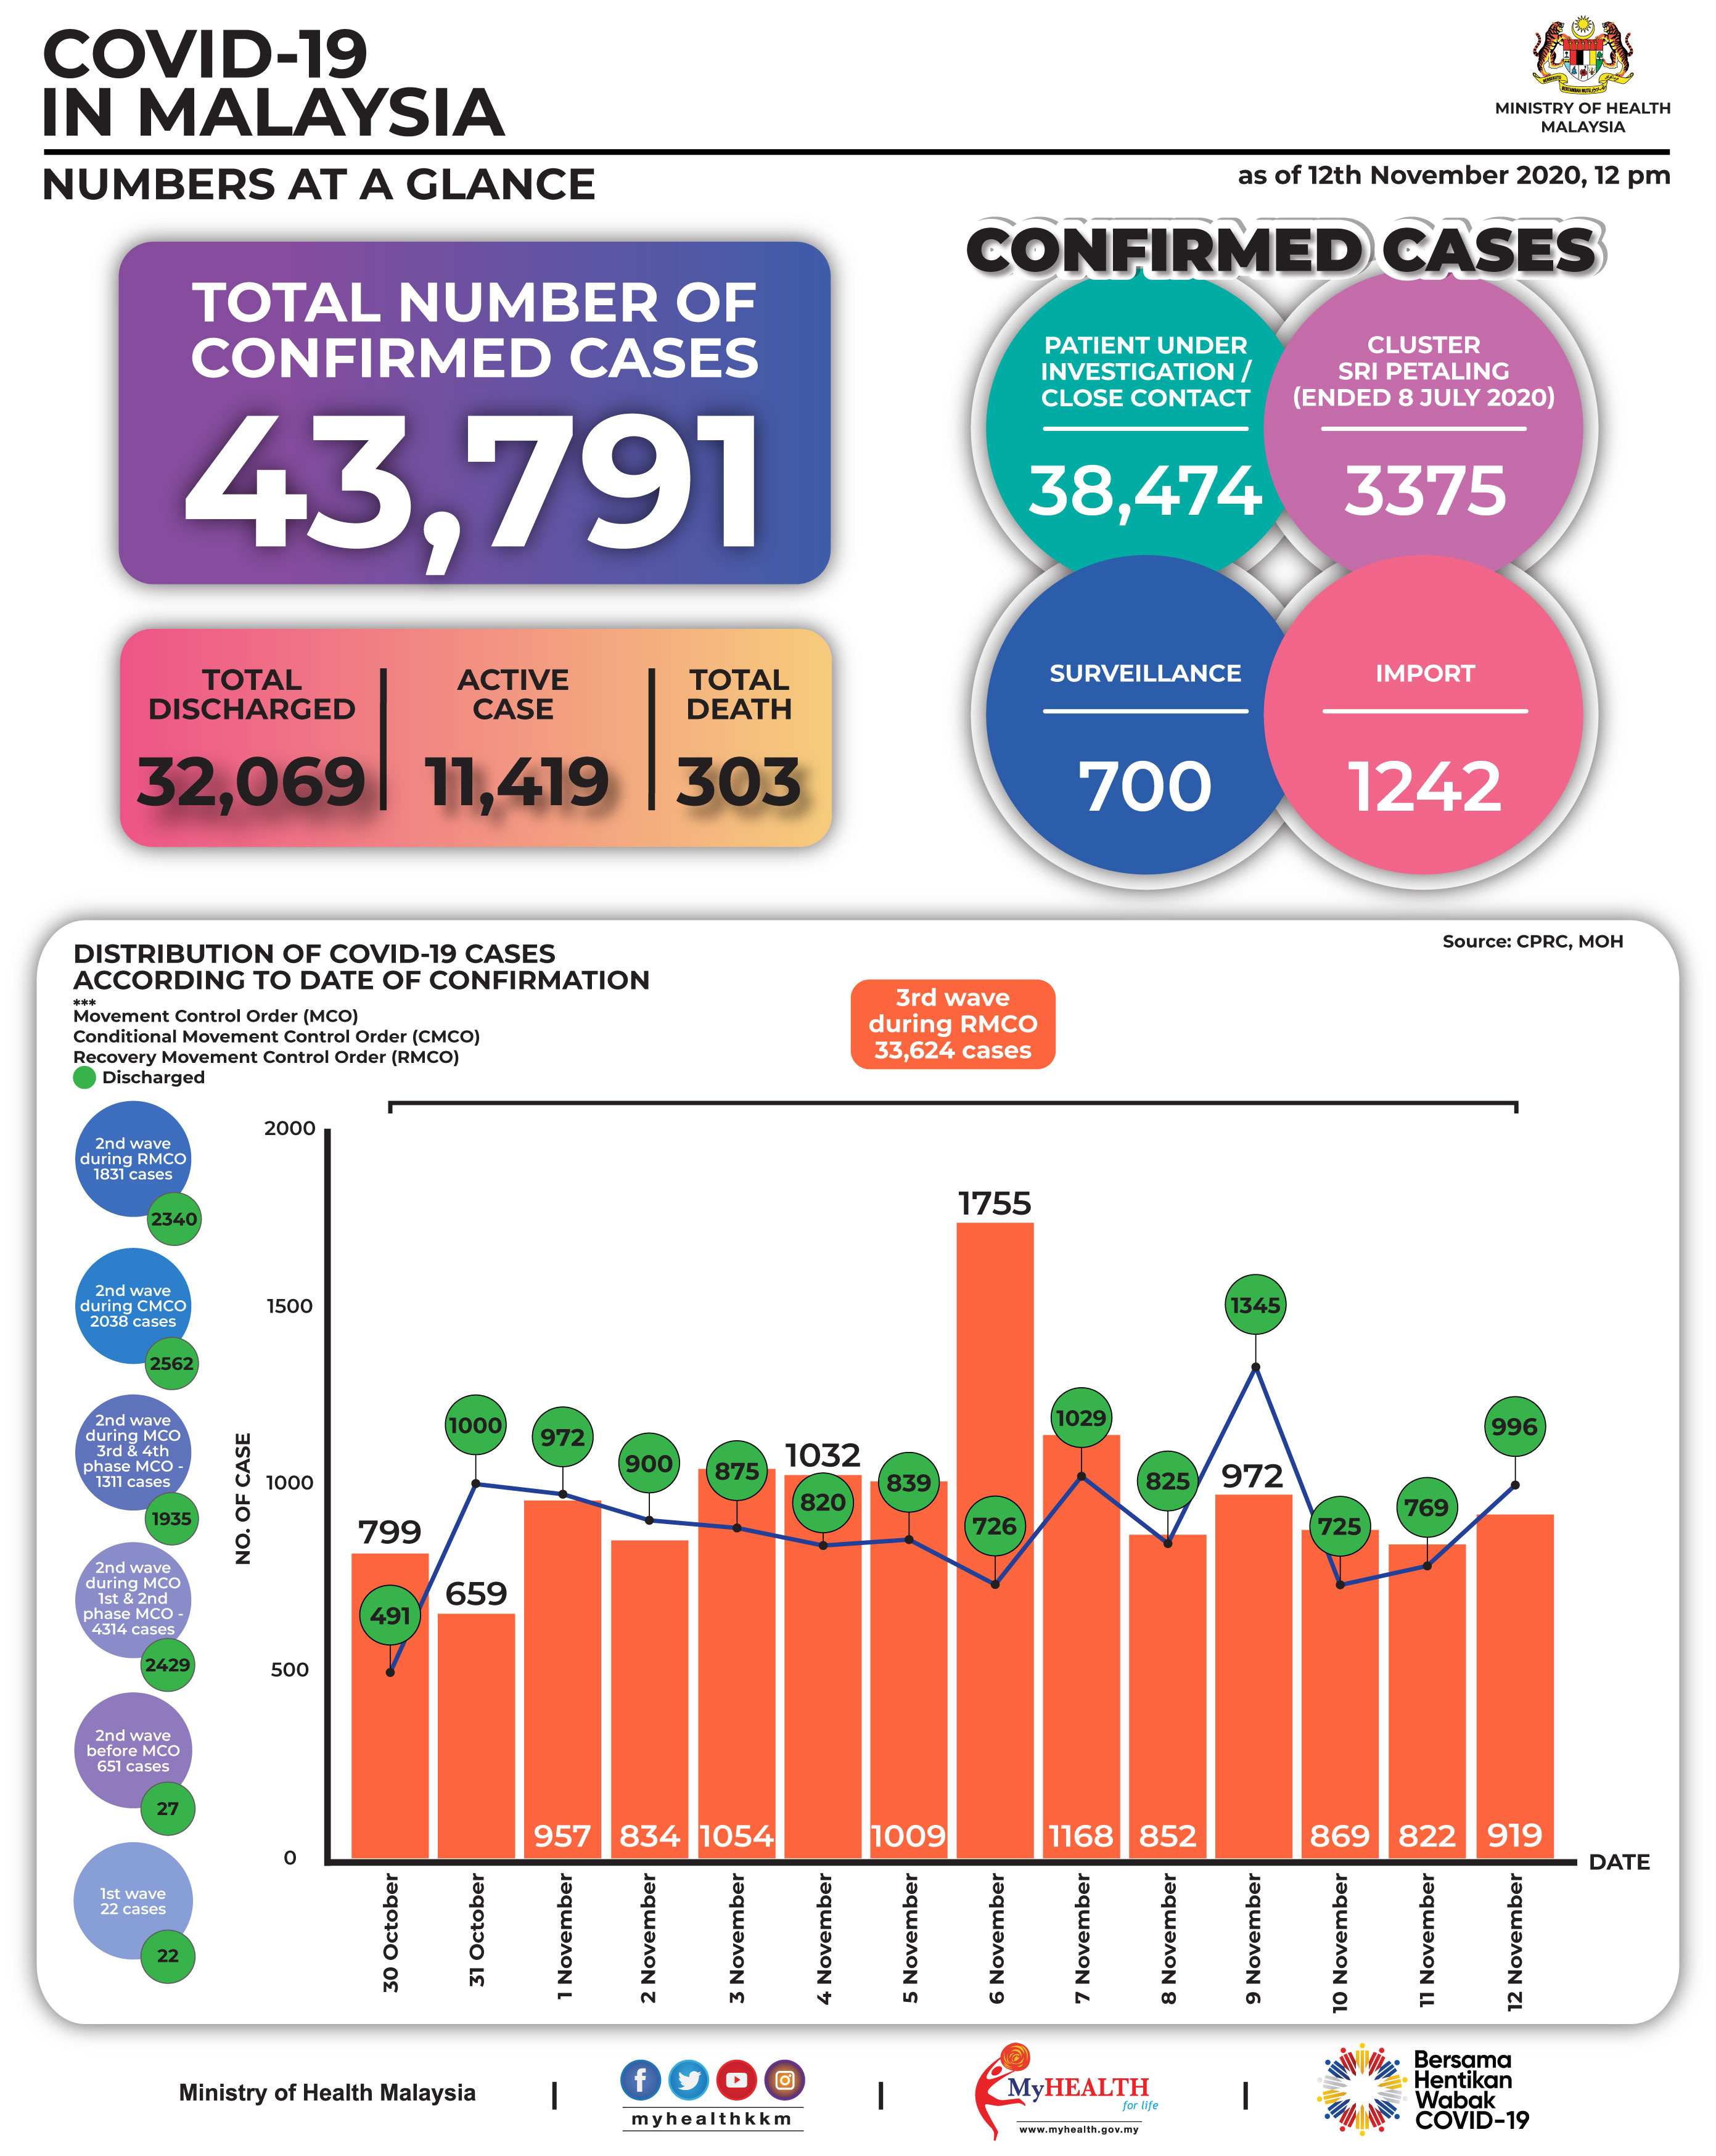 COVID-19
IN MALAYSIA
MINISTRY OF HEALTH
MALAYSIA
NUMBERS AT A GLANCE
as of 12th November 2020, 12 pm
TOTAL NUMBER OF
CONFIRMED CASES
43,791
TOTAL
DISCHARGED
32,069
ACTIVE
CASE
11,419
TOTAL
DEATH
303
CONFIRMED CASES
PATIENT UNDER
INVESTIGATION /
CLOSE CONTACT
38,474
CLUSTER
SRI PETALING
(ENDED 8 JULY 2020)
3375
SURVEILLANCE
700
IMPORT
1242
DISTRIBUTION OF COVID-19 CASES
ACCORDING TO DATE OF CONFIRMATION
***
Movement Control Order (MCO)
Conditional Movement Control Order (CMCO)
Recovery Movement Control Order (RMCO)
Discharged
Source: CPRC, MOH
3rd wave
during RMCO
33,624 cases
2nd wave
during RMCO
1831 cases
2340
2nd wave
during CMCO
2038 cases
2562
2nd wave
during MCO
3rd & 4th
phase MCO -
1311 cases
1935
2nd wave
during MCO
1st & 2nd
phase MCO -
4314 cases
2429
2nd wave
before MCO
651 cases
27
1st wave
22 cases
22
NO. OF CASE
2000
1500
1000
500
0
799
491
1000
659
972
957
900
834
875
1054
1032
820
839
1009
1755
726
1029
1168
825
852
1345
972
725
869
769
822
996
919
DATE
30 October
31 October
1 November
2 November
3 November
4 November
5 November
6 November
7 November
8 November
9 November
10 November
11 November
12 November
Ministry of Health Malaysia
myhealthkkm
MyHEALTH
for life
www.myhealth.gov.my
Bersama
Hentikan
Wabak
COVID-19